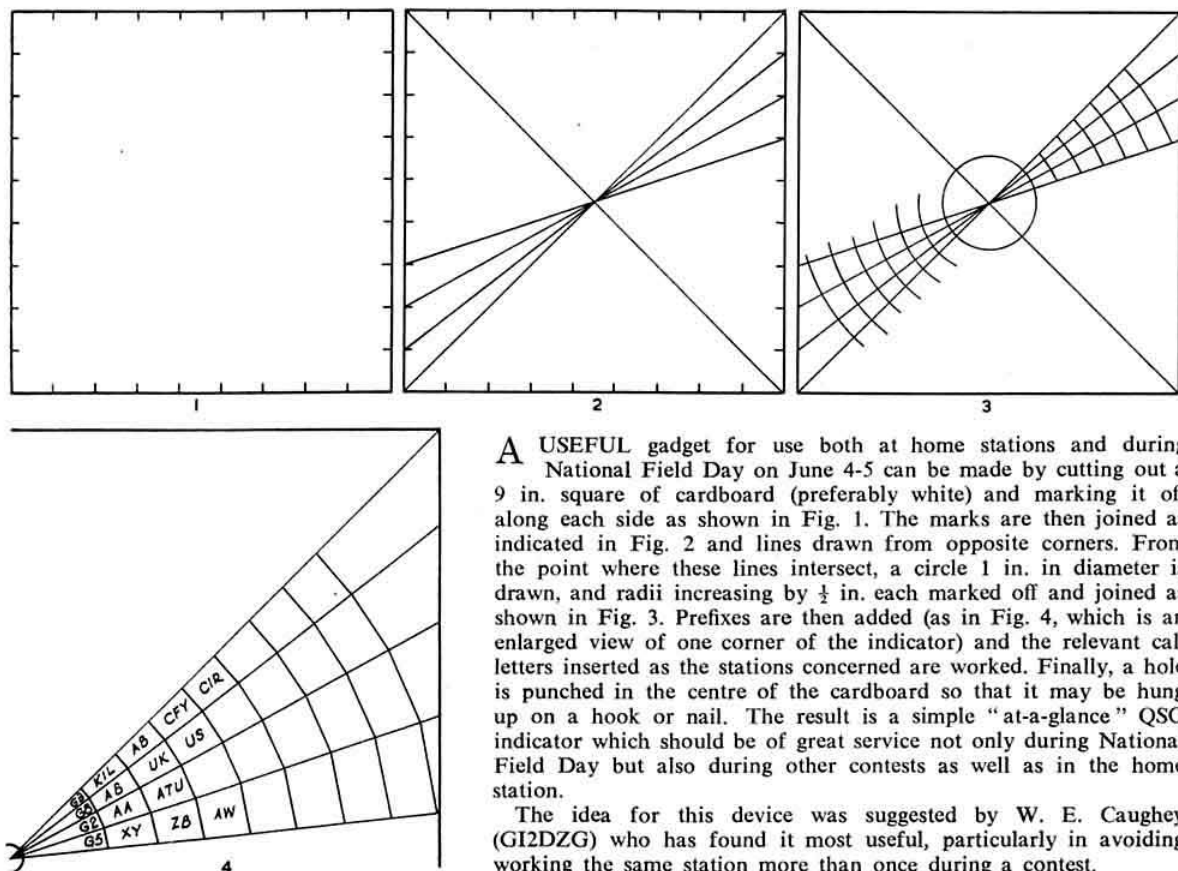 1
2
3
CIR
CFY
AB US
KIL UK
G3 AB ATU
G2 AA ZB AW
G5 XY
4
A USEFUL gadget for use both at home stations and during
National Field Day on June 4-5 can be made by cutting out a
9 in. square of cardboard (preferably white) and marking it of
along each side as shown in Fig. 1. The marks are then joined a
indicated in Fig. 2 and lines drawn from opposite corners. From
the point where these lines intersect, a circle 1 in. in diameter i
drawn, and radii increasing by ½ in. each marked off and joined a
shown in Fig. 3. Prefixes are then added (as in Fig. 4, which is an
enlarged view of one corner of the indicator) and the relevant cal
letters inserted as the stations concerned are worked. Finally, a hole
is punched in the centre of the cardboard so that it may be hung
up on a hook or nail. The result is a simple "at-a-glance" QSO
indicator which should be of great service not only during Nationa
Field Day but also during other contests as well as in the home
station.
The idea for this device was suggested by W. E. Caughey
(GI2DZG) who has found it most useful, particularly in avoiding
working the same station more than once during a contest.